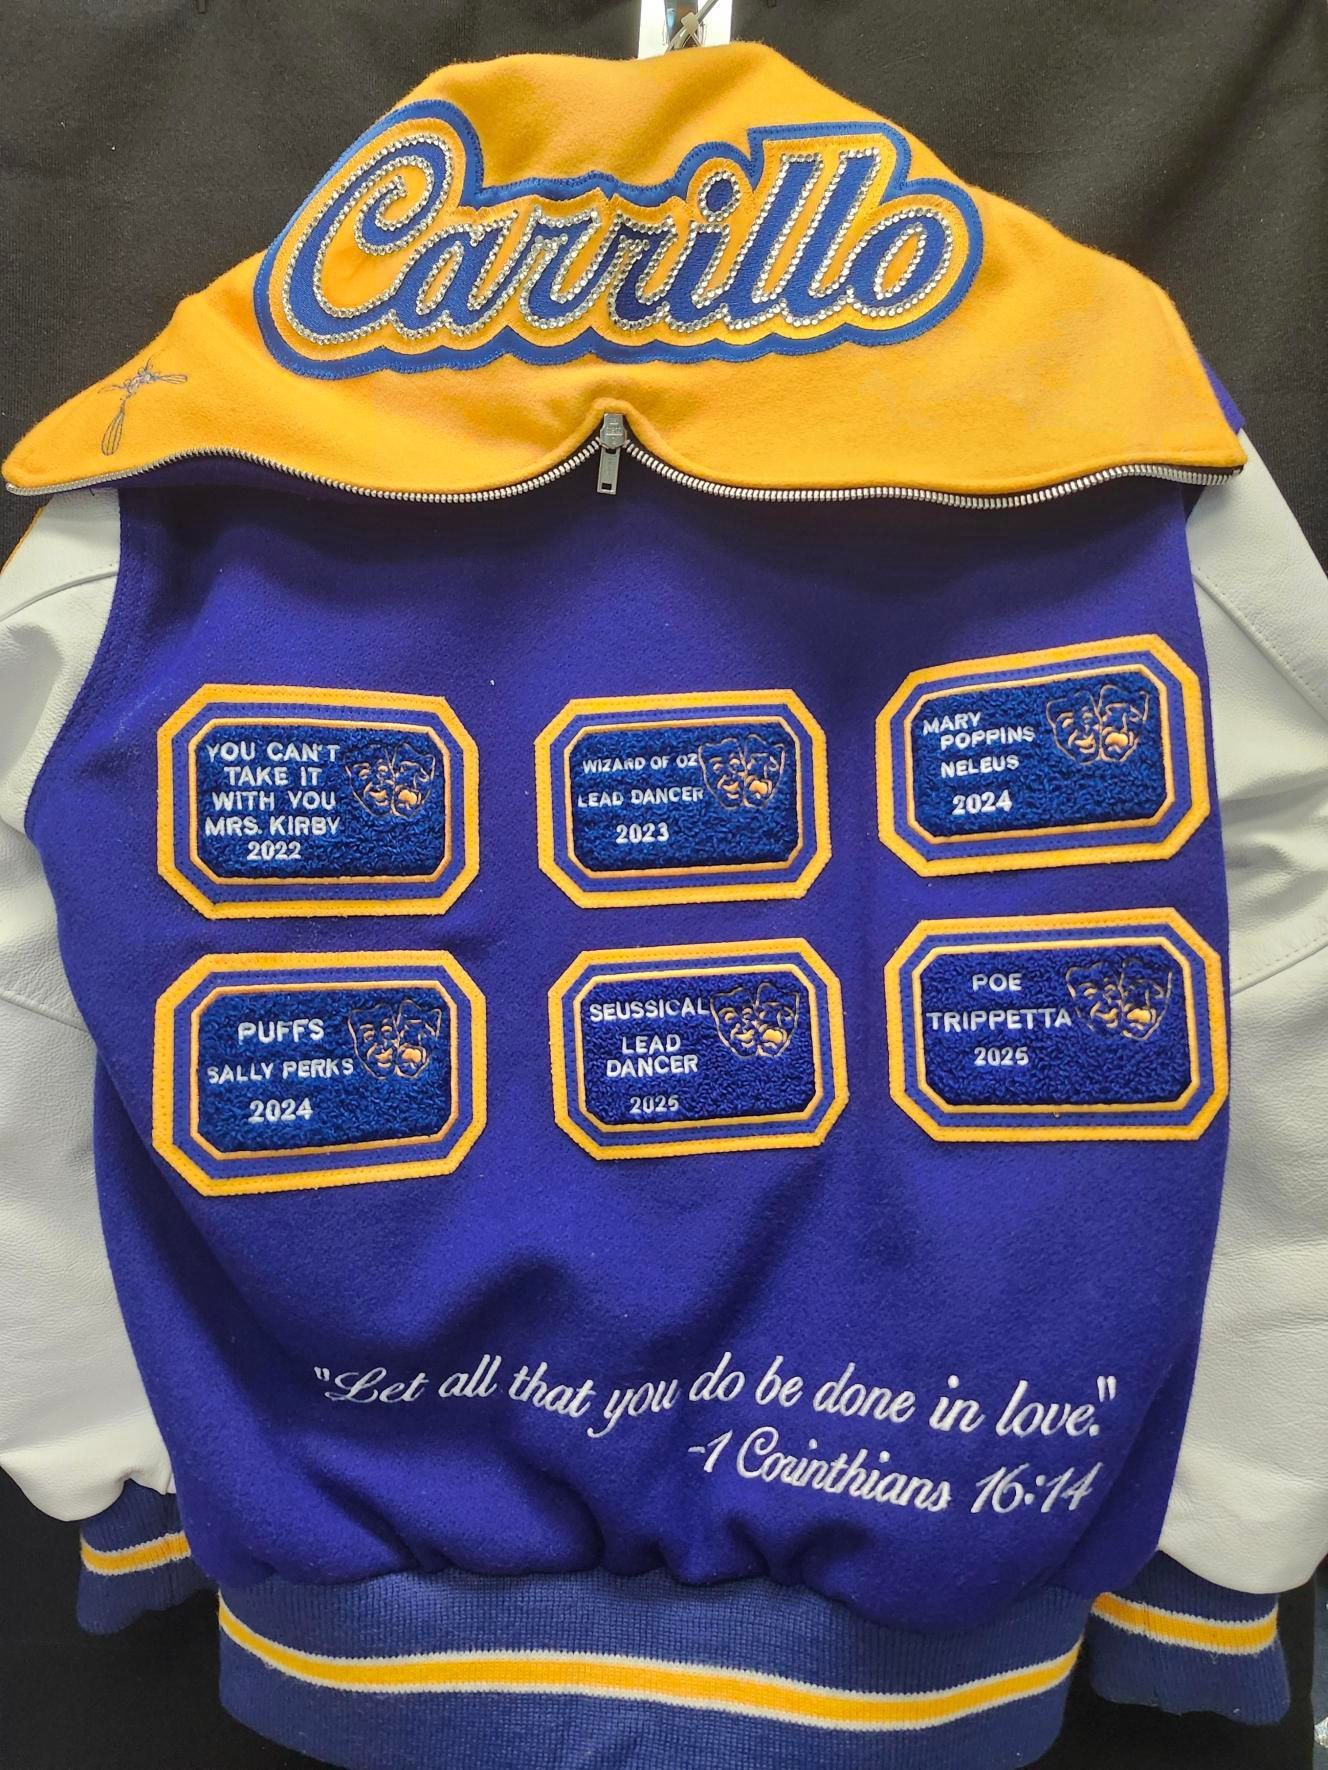 Carrillo
YOU CAN'T
TAKE IT
WITH YOU
MRS. KIRBY
2022
WIZARD OF OZ
LEAD DANCER
2023
MARY
POPPINS
NELEUS
2024
PUFFS
SALLY PERKS
2024
SEUSSICAL
LEAD
DANCER
2025
POE
TRIPPETTA
2025
"Let all that you do be done in love."
-1 Corinthians 16:14